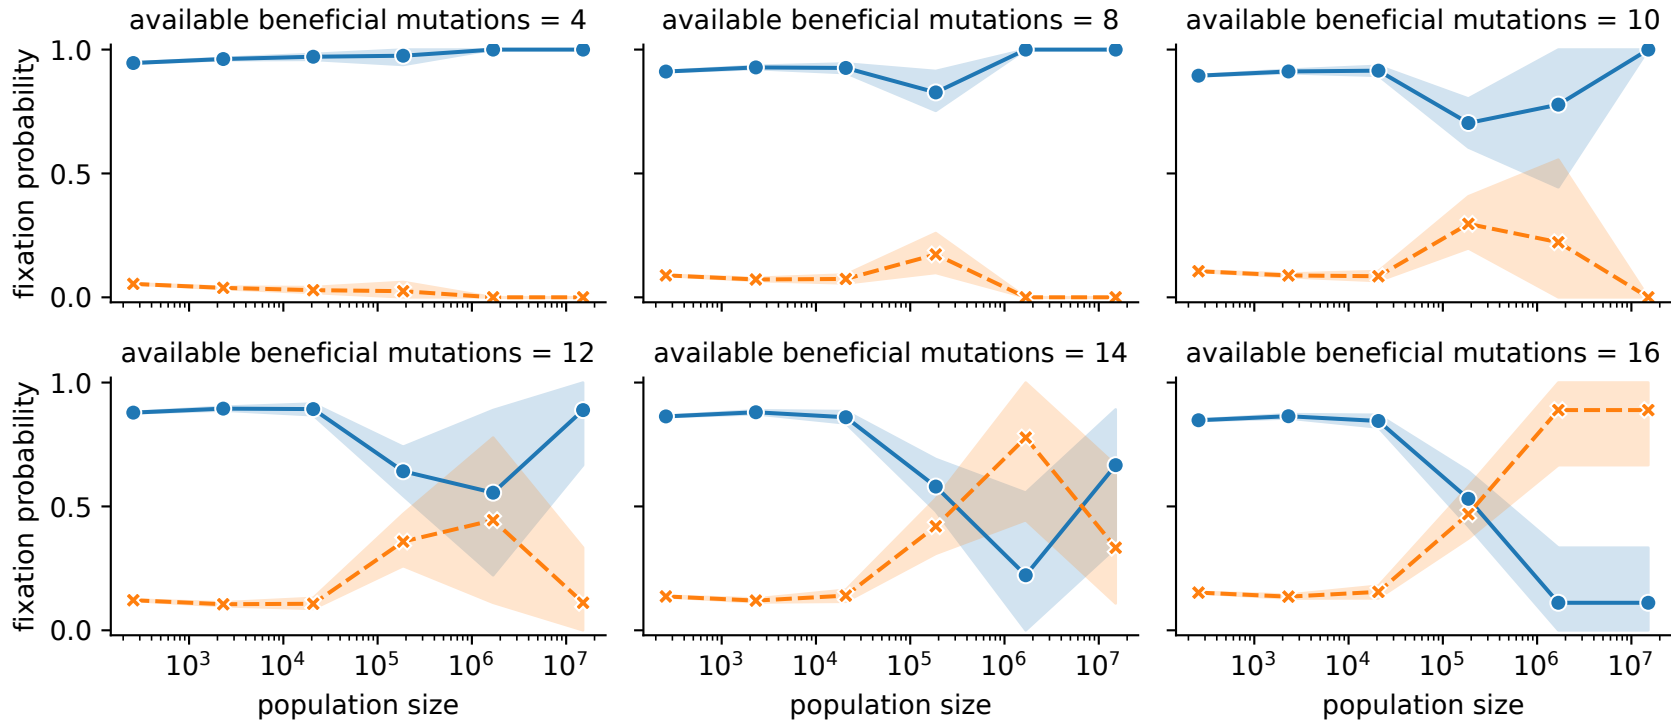 available beneficial mutations = 4
available beneficial mutations = 8
available beneficial mutations = 10
fixation probability
1.0
0.5
0.0
available beneficial mutations = 12
available beneficial mutations = 14
available beneficial mutations = 16
fixation probability
1.0
0.5
0.0
10³ 10⁴ 10⁵ 10⁶ 10⁷
population size
10³ 10⁴ 10⁵ 10⁶ 10⁷
population size
10³ 10⁴ 10⁵ 10⁶ 10⁷
population size